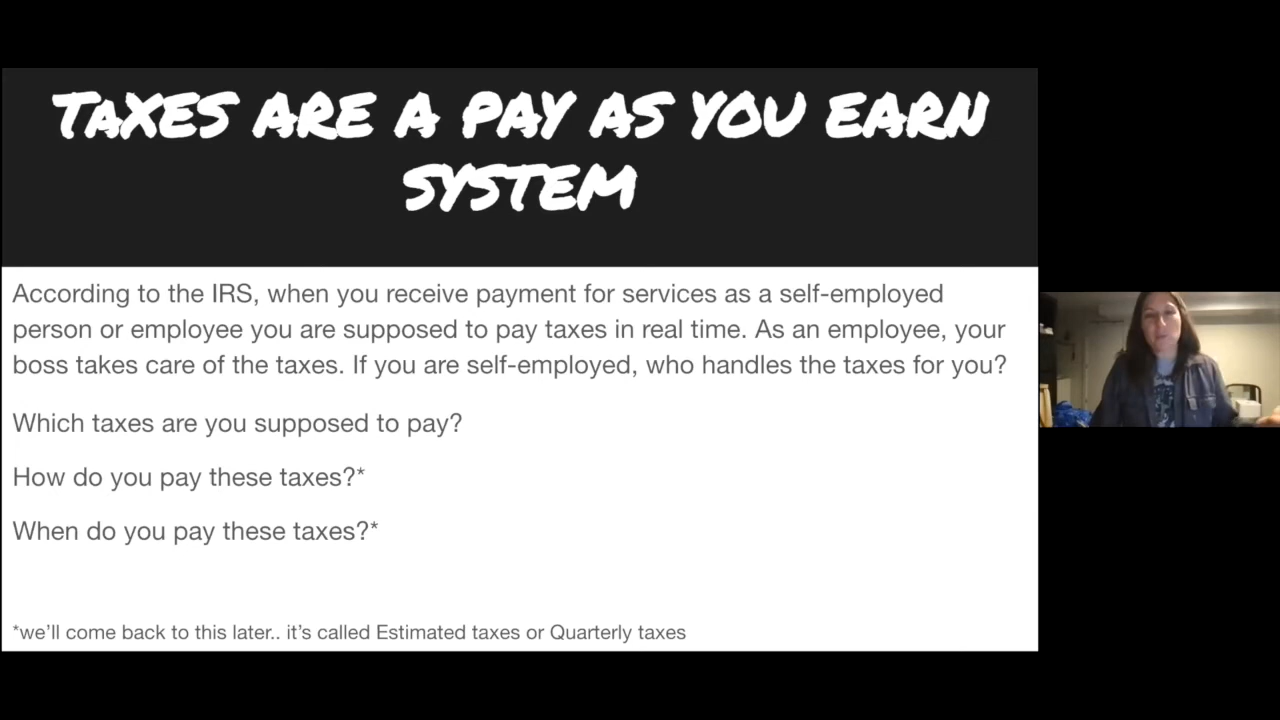 TAXES ARE A PAY AS YOU EARN
SYSTEM
According to the IRS, when you receive payment for services as a self-employed
person or employee you are supposed to pay taxes in real time. As an employee, your
boss takes care of the taxes. If you are self-employed, who handles the taxes for you?
Which taxes are you supposed to pay?
How do you pay these taxes?*
When do you pay these taxes?*
*we’ll come back to this later.. it’s called Estimated taxes or Quarterly taxes